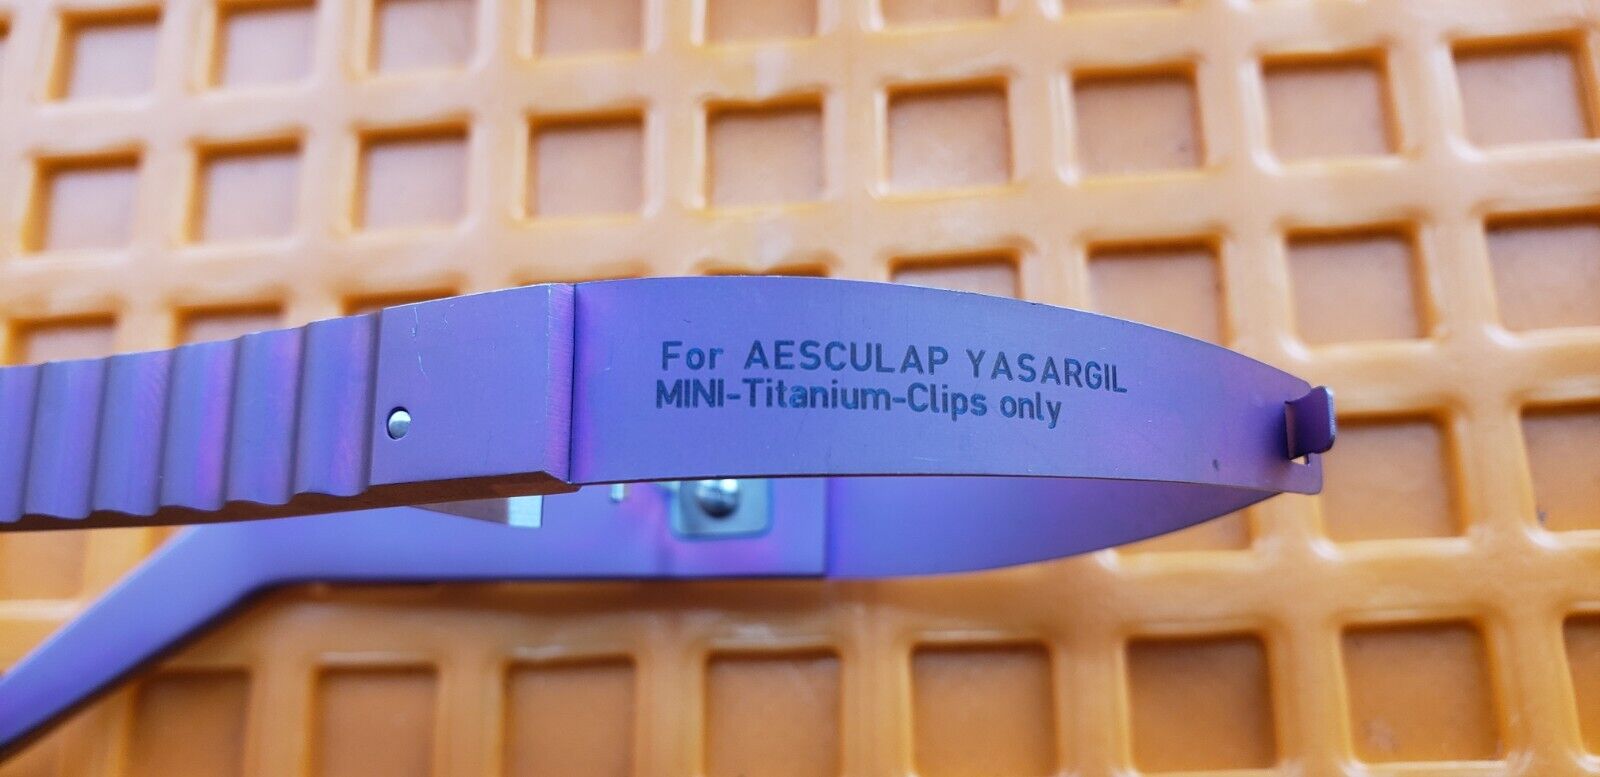 For AESCULAP YASARGIL
MINI-Titanium-Clips only